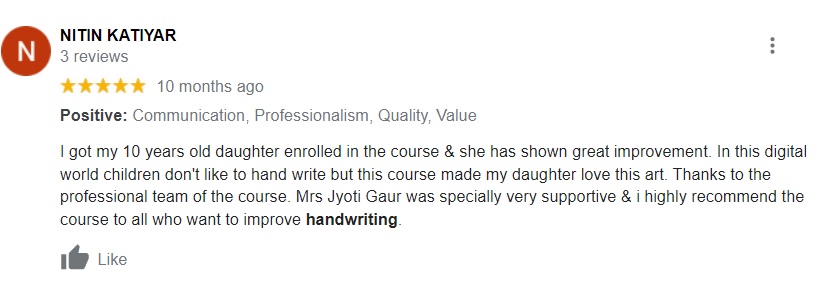 N
NITIN KATIYAR
3 reviews
10 months ago
Positive: Communication, Professionalism, Quality, Value
I got my 10 years old daughter enrolled in the course & she has shown great improvement. In this digital
world children don't like to hand write but this course made my daughter love this art. Thanks to the
professional team of the course. Mrs Jyoti Gaur was specially very supportive & i highly recommend the
course to all who want to improve handwriting.
Like